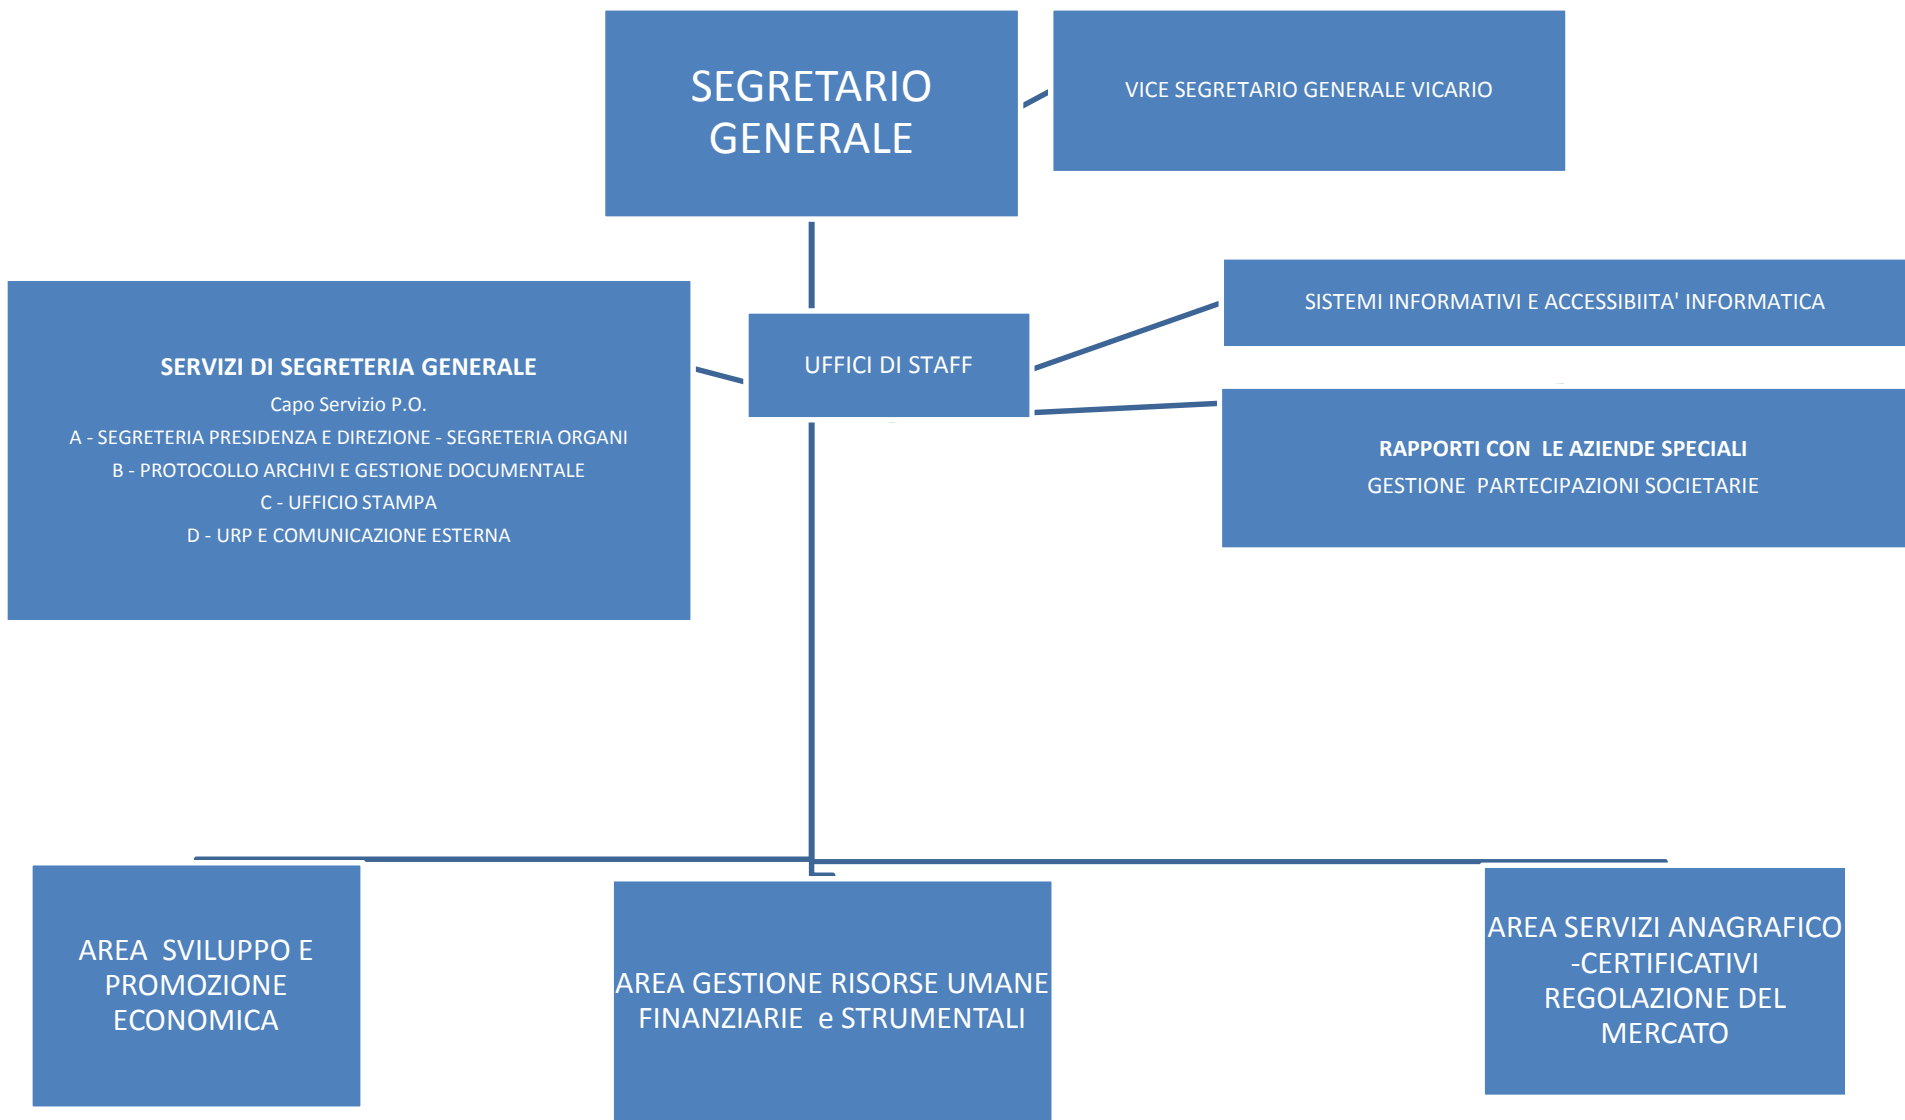 SEGRETARIO
GENERALE
VICE SEGRETARIO GENERALE VICARIO
SISTEMI INFORMATIVI E ACCESSIBIITA' INFORMATICA
UFFICI DI STAFF
SERVIZI DI SEGRETERIA GENERALE
Capo Servizio P.O.
A - SEGRETERIA PRESIDENZA E DIREZIONE - SEGRETERIA ORGANI
B - PROTOCOLLO ARCHIVI E GESTIONE DOCUMENTALE
C - UFFICIO STAMPA
D - URP E COMUNICAZIONE ESTERNA
RAPPORTI CON  LE AZIENDE SPECIALI
GESTIONE  PARTECIPAZIONI SOCIETARIE
AREA  SVILUPPO E
PROMOZIONE
ECONOMICA
AREA GESTIONE RISORSE UMANE
FINANZIARIE  e STRUMENTALI
AREA SERVIZI ANAGRAFICO
-CERTIFICATIVI
REGOLAZIONE DEL
MERCATO